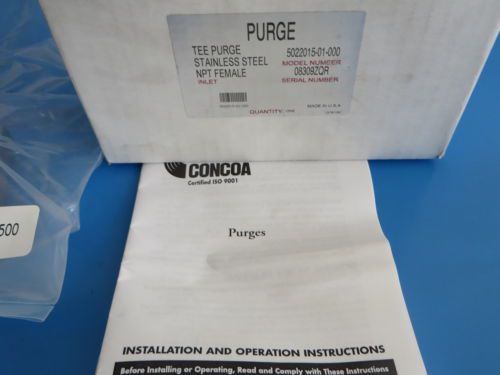 PURGE
TEE PURGE 5022015-01-000
STAINLESS STEEL MODEL NUMBER
NPT FEMALE 08309ZQR
INLET SERIAL NUMBER
QUANTITY: MADE IN U.S.A.
500
CONCOA
Certified ISO 9001
Purges
INSTALLATION AND OPERATION INSTRUCTIONS
Before Installing or Operating, Read and Comply with These Instructions